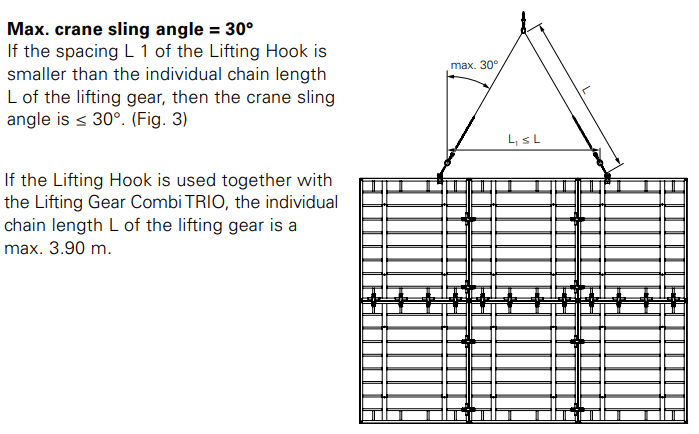 Max. crane sling angle = 30°
If the spacing L 1 of the Lifting Hook is
smaller than the individual chain length
L of the lifting gear, then the crane sling
angle is ≤ 30°. (Fig. 3)
If the Lifting Hook is used together with
the Lifting Gear Combi TRIO, the individual
chain length L of the lifting gear is a
max. 3.90 m.
max. 30°
L
L₁ ≤ L